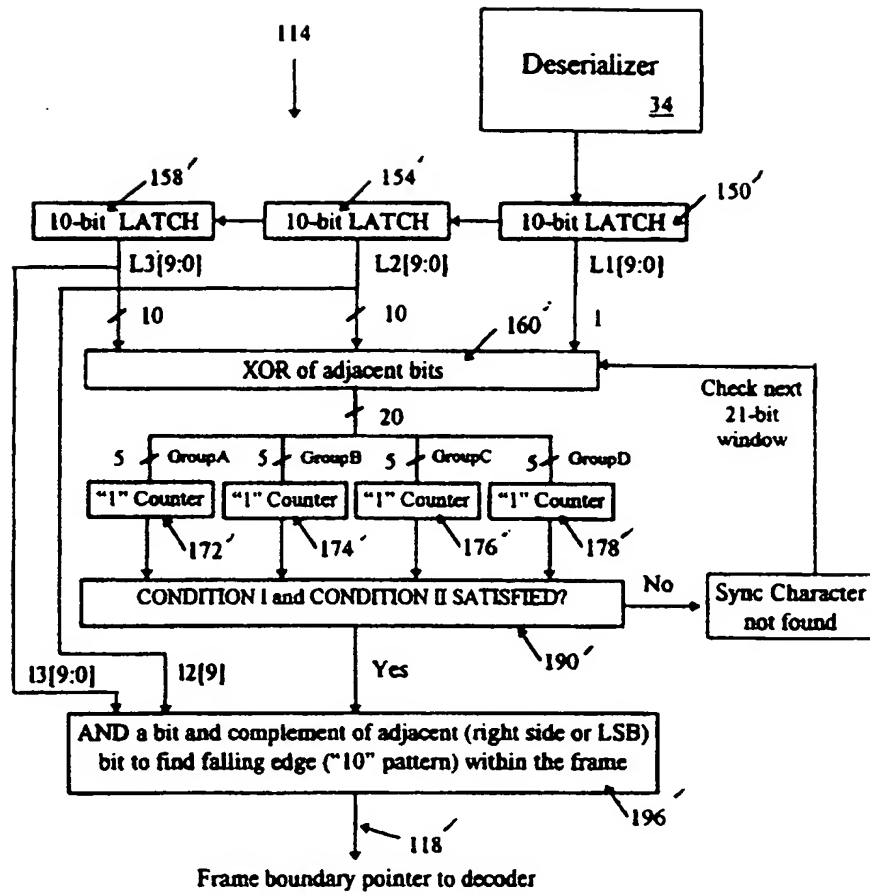 114
Deserializer
34
158′
154′
150′
10-bit LATCH
10-bit LATCH
10-bit LATCH
L3[9:0]
L2[9:0]
L1[9:0]
10
10
1
160′
XOR of adjacent bits
Check next
21-bit
window
20
5 GroupA
5 GroupB
5 GroupC
5 GroupD
"1" Counter
"1" Counter
"1" Counter
"1" Counter
172′
174′
176′
178′
CONDITION I and CONDITION II SATISFIED?
No
Sync Character
not found
190′
l3[9:0]
l2[9]
Yes
AND a bit and complement of adjacent (right side or LSB)
bit to find falling edge ("10" pattern) within the frame
196′
118′
Frame boundary pointer to decoder